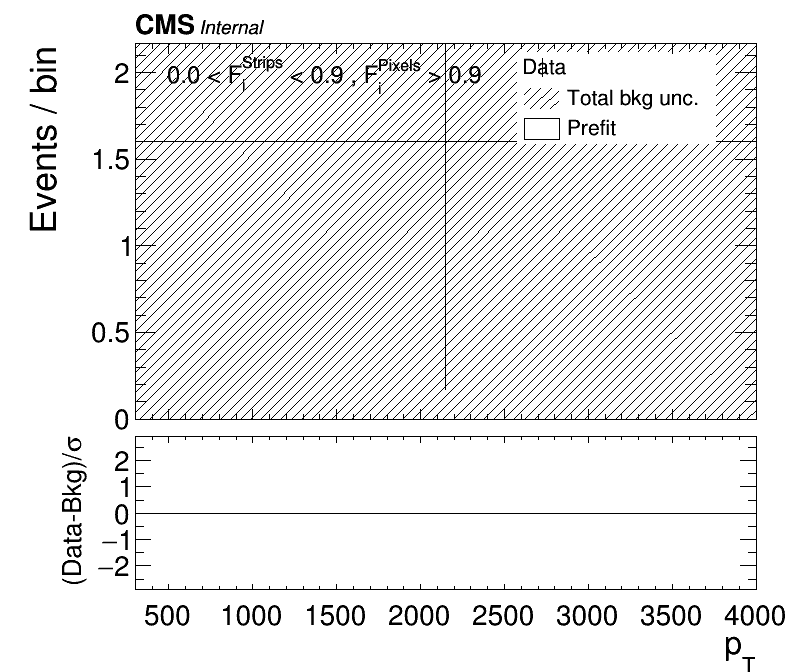 CMS Internal
Events / bin
2
1.5
1
0.5
0
0.0 < F_i^Strips < 0.9 , F_i^Pixels > 0.9
Data
Total bkg unc.
Prefit
(Data-Bkg)/σ
2
1
0
−1
−2
500 1000 1500 2000 2500 3000 3500 4000
p_T